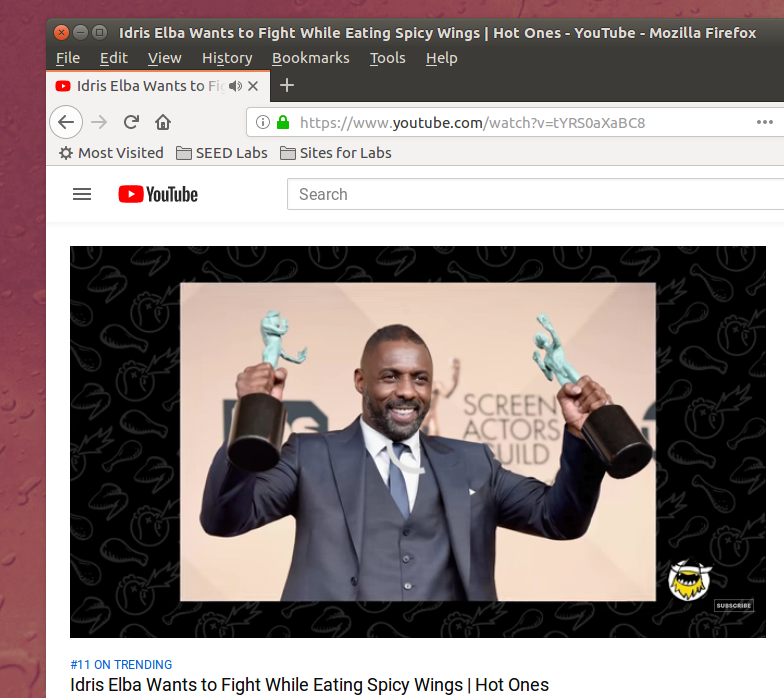 Idris Elba Wants to Fight While Eating Spicy Wings | Hot Ones - YouTube - Mozilla Firefox
File Edit View History Bookmarks Tools Help
Idris Elba Wants to Fig
https://www.youtube.com/watch?v=tYRS0aXaBC8
Most Visited SEED Labs Sites for Labs
YouTube
Search
SCREEN
ACTORS
GUILD
SUBSCRIBE
#11 ON TRENDING
Idris Elba Wants to Fight While Eating Spicy Wings | Hot Ones